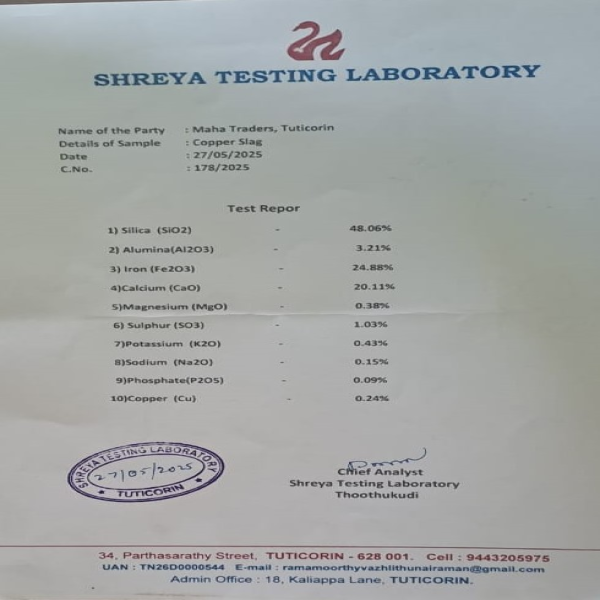 SHREYA TESTING LABORATORY
Name of the Party : Maha Traders, Tuticorin
Details of Sample : Copper Slag
Date : 27/05/2025
C.No. : 178/2025
Test Repor
1) Silica (SiO2) - 48.06%
2) Alumina(Al2O3) - 3.21%
3) Iron (Fe2O3) - 24.88%
4)Calcium (CaO) - 20.11%
5)Magnesium (MgO) - 0.38%
6) Sulphur (SO3) - 1.03%
7)Potassium (K2O) - 0.43%
8)Sodium (Na2O) - 0.15%
9)Phosphate(P2O5) - 0.09%
10)Copper (Cu) - 0.24%
SHREYA TESTING LABORATORY
27/05/2025
TUTICORIN
Chief Analyst
Shreya Testing Laboratory
Thoothukudi
34, Parthasarathy Street, TUTICORIN - 628 001. Cell : 9443205975
UAN : TN26D0000544 E-mail : ramamoorthyvazhlithunairaman@gmail.com
Admin Office : 18, Kaliappa Lane, TUTICORIN.